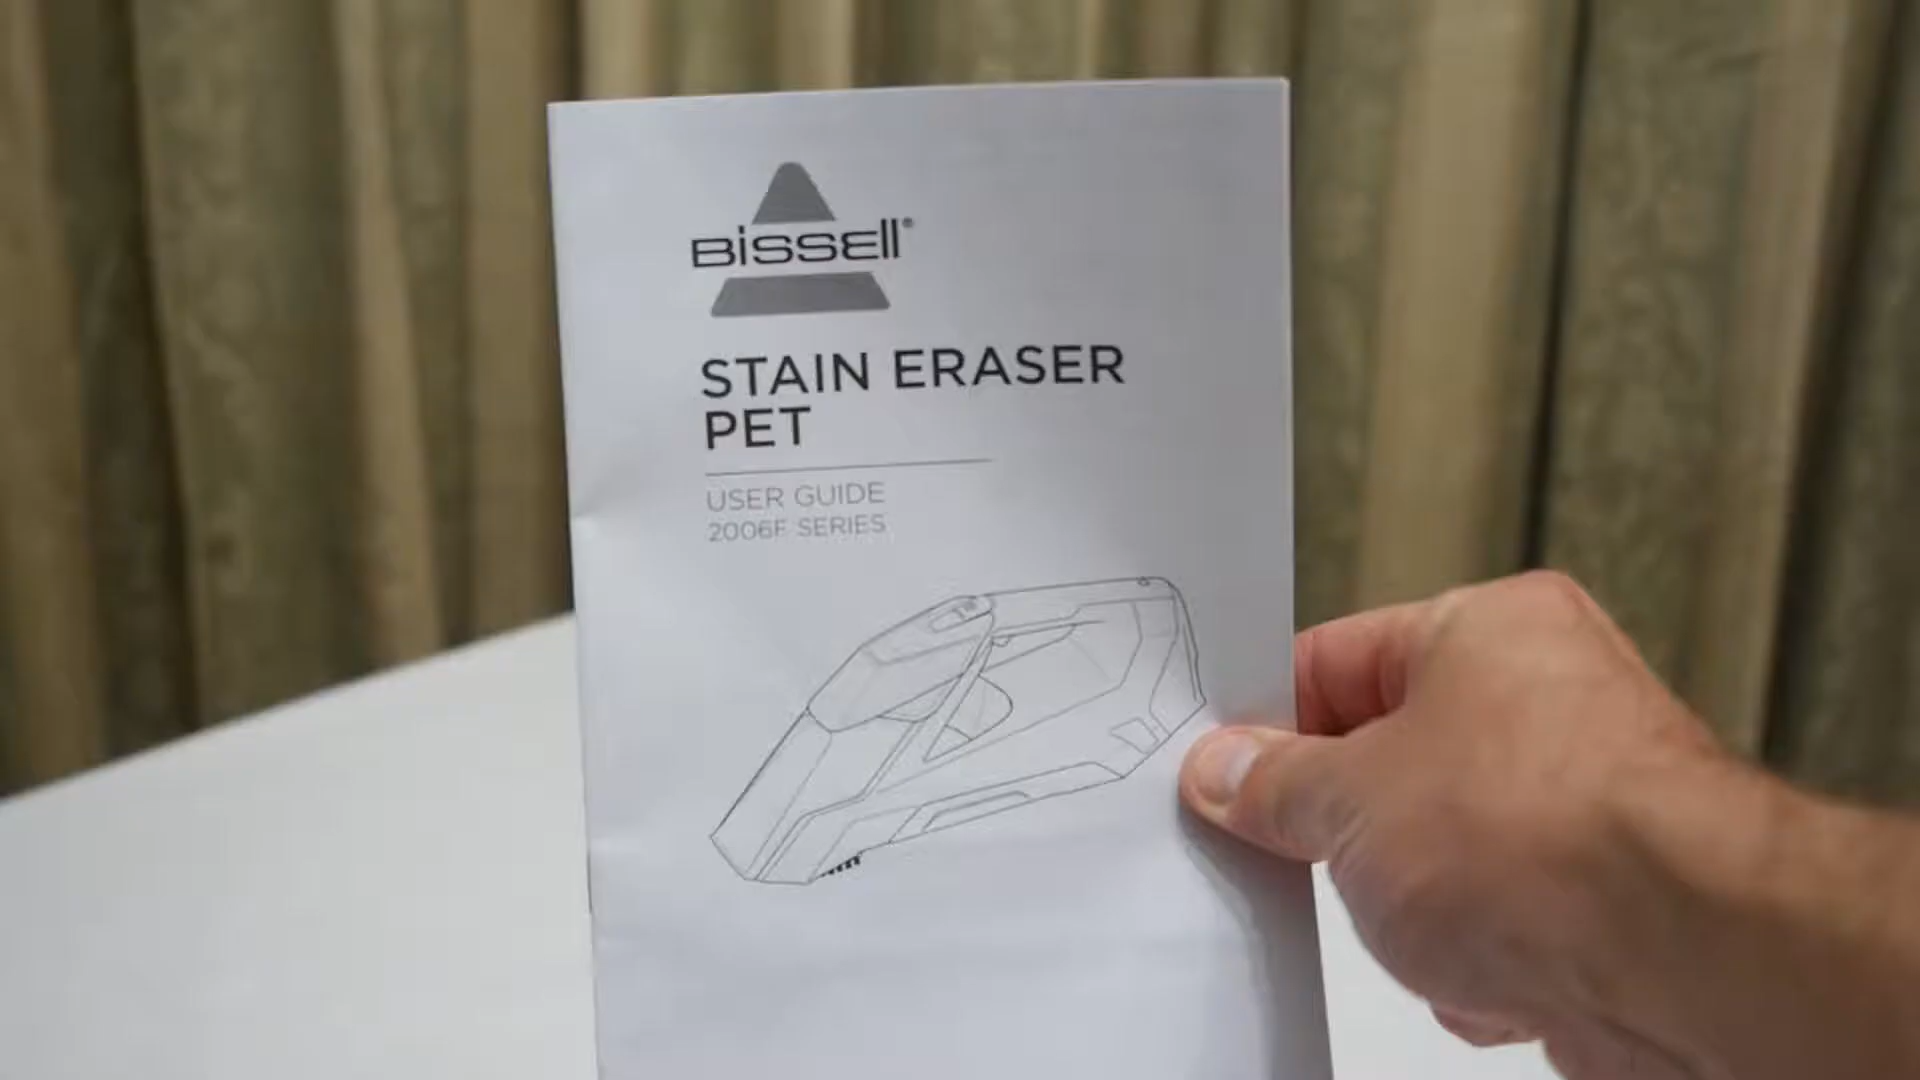 BISSELL®
STAIN ERASER
PET
USER GUIDE
2006F SERIES